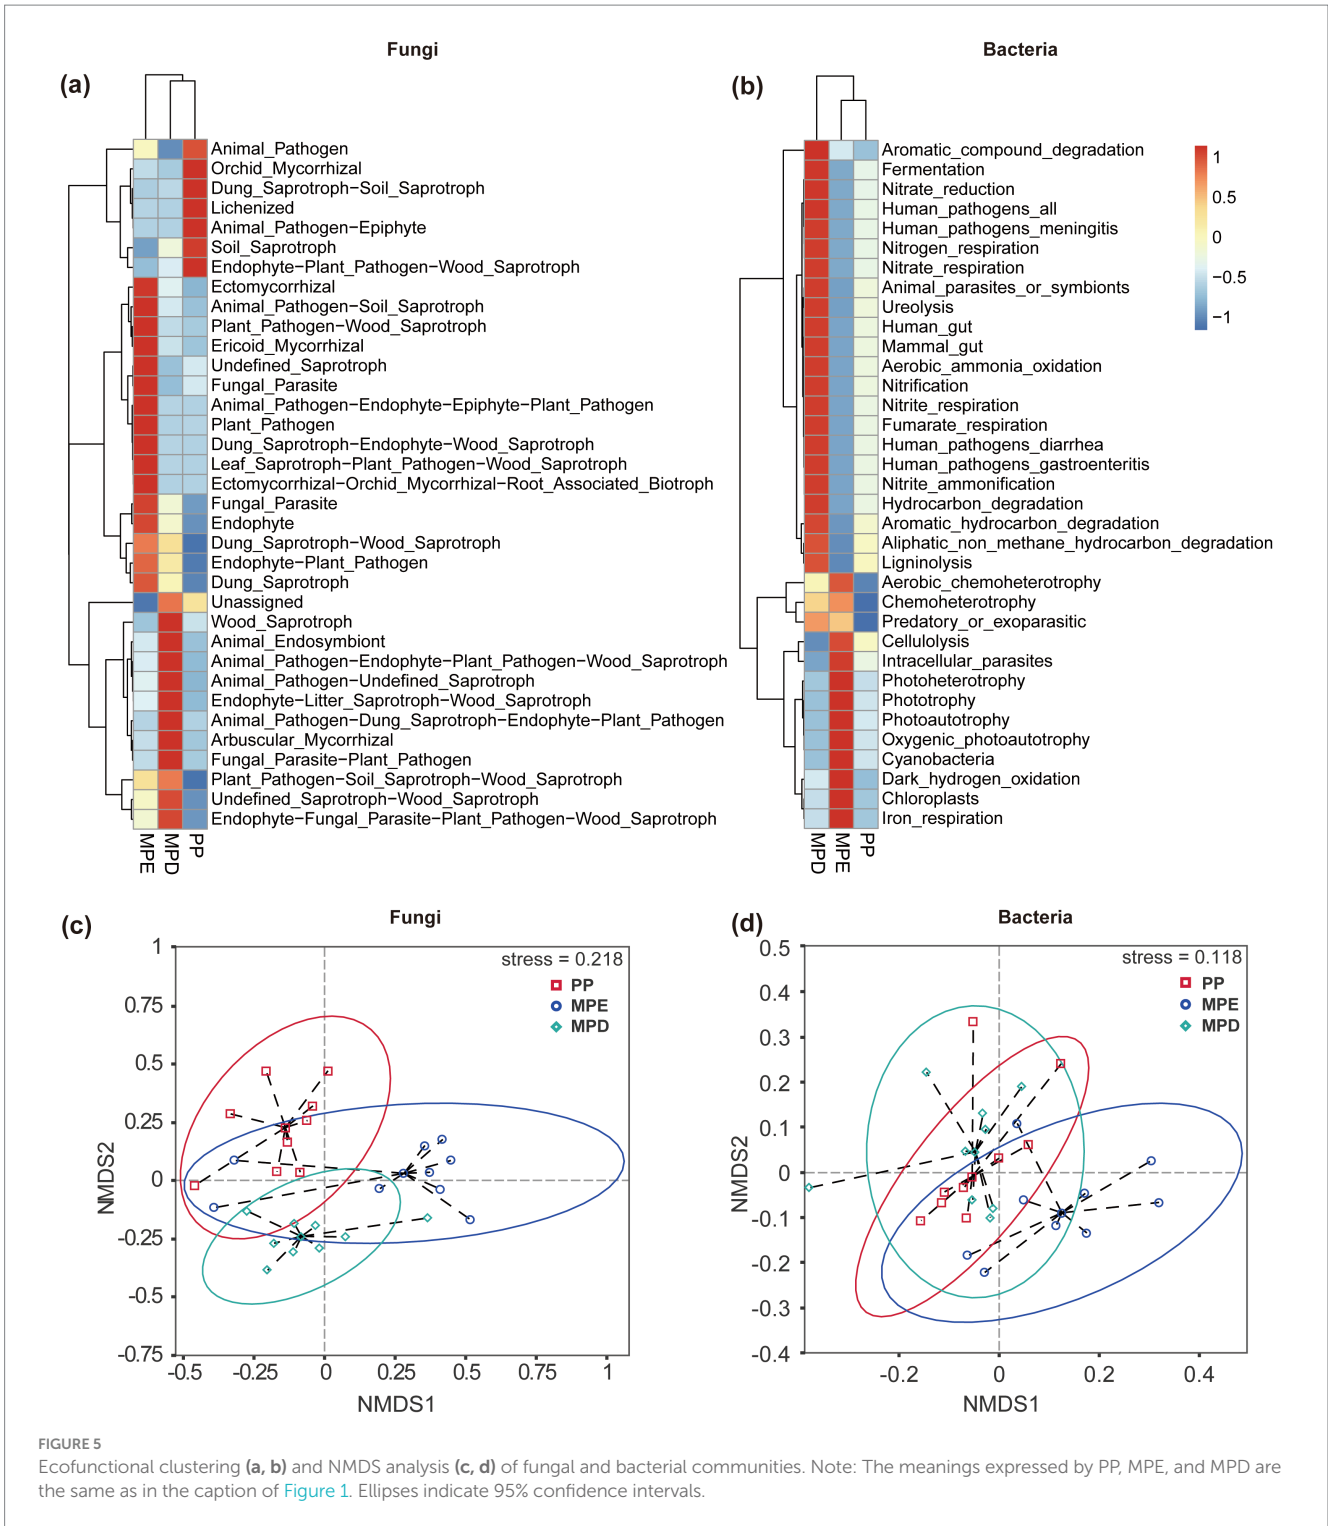 Fungi
(a)
Animal_Pathogen
Orchid_Mycorrhizal
Dung_Saprotroph−Soil_Saprotroph
Lichenized
Animal_Pathogen−Epiphyte
Soil_Saprotroph
Endophyte−Plant_Pathogen−Wood_Saprotroph
Ectomycorrhizal
Animal_Pathogen−Soil_Saprotroph
Plant_Pathogen−Wood_Saprotroph
Ericoid_Mycorrhizal
Undefined_Saprotroph
Fungal_Parasite
Animal_Pathogen−Endophyte−Epiphyte−Plant_Pathogen
Plant_Pathogen
Dung_Saprotroph−Endophyte−Wood_Saprotroph
Leaf_Saprotroph−Plant_Pathogen−Wood_Saprotroph
Ectomycorrhizal-Orchid_Mycorrhizal-Root_Associated_Biotroph
Fungal_Parasite
Endophyte
Dung_Saprotroph−Wood_Saprotroph
Endophyte−Plant_Pathogen
Dung_Saprotroph
Unassigned
Wood_Saprotroph
Animal_Endosymbiont
Animal_Pathogen−Endophyte−Plant_Pathogen−Wood_Saprotroph
Animal_Pathogen−Undefined_Saprotroph
Endophyte−Litter_Saprotroph−Wood_Saprotroph
Animal_Pathogen−Dung_Saprotroph−Endophyte−Plant_Pathogen
Arbuscular_Mycorrhizal
Fungal_Parasite−Plant_Pathogen
Plant_Pathogen−Soil_Saprotroph−Wood_Saprotroph
Undefined_Saprotroph−Wood_Saprotroph
Endophyte−Fungal_Parasite−Plant_Pathogen−Wood_Saprotroph
MPE
MPD
PP
Bacteria
(b)
Aromatic_compound_degradation
Fermentation
Nitrate_reduction
Human_pathogens_all
Human_pathogens_meningitis
Nitrogen_respiration
Nitrate_respiration
Animal_parasites_or_symbionts
Ureolysis
Human_gut
Mammal_gut
Aerobic_ammonia_oxidation
Nitrification
Nitrite_respiration
Fumarate_respiration
Human_pathogens_diarrhea
Human_pathogens_gastroenteritis
Nitrite_ammonification
Hydrocarbon_degradation
Aromatic_hydrocarbon_degradation
Aliphatic_non_methane_hydrocarbon_degradation
Ligninolysis
Aerobic_chemoheterotrophy
Chemoheterotrophy
Predatory_or_exoparasitic
Cellulolysis
Intracellular_parasites
Photoheterotrophy
Phototrophy
Photoautotrophy
Oxygenic_photoautotrophy
Cyanobacteria
Dark_hydrogen_oxidation
Chloroplasts
Iron_respiration
MPD
MPE
PP
1
0.5
0
−0.5
−1
Fungi
(c)
stress = 0.218
PP
MPE
MPD
1
0.75
0.5
0.25
0
-0.25
-0.5
-0.75
NMDS2
-0.5
-0.25
0
0.25
0.5
0.75
1
NMDS1
Bacteria
(d)
stress = 0.118
PP
MPE
MPD
0.5
0.4
0.3
0.2
0.1
0
-0.1
-0.2
-0.3
-0.4
NMDS2
-0.2
0
0.2
0.4
NMDS1
FIGURE 5
Ecofunctional clustering (a, b) and NMDS analysis (c, d) of fungal and bacterial communities. Note: The meanings expressed by PP, MPE, and MPD are
the same as in the caption of Figure 1. Ellipses indicate 95% confidence intervals.